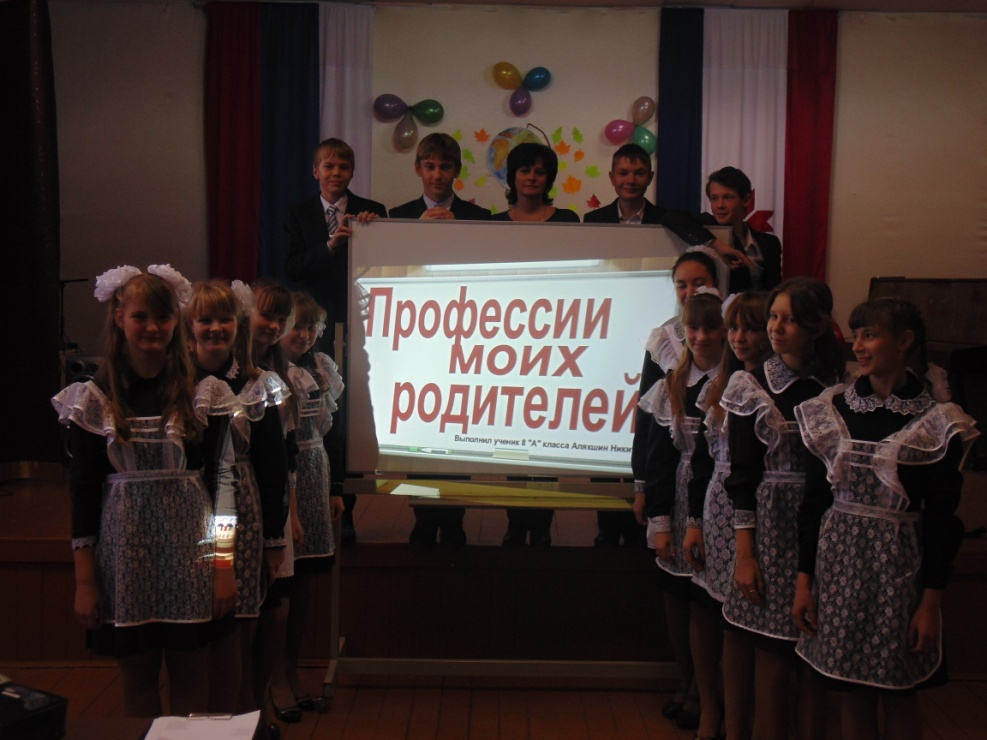 Профессии
моих
родителей
Выполнил ученик 8 "А" класса Аляхшин